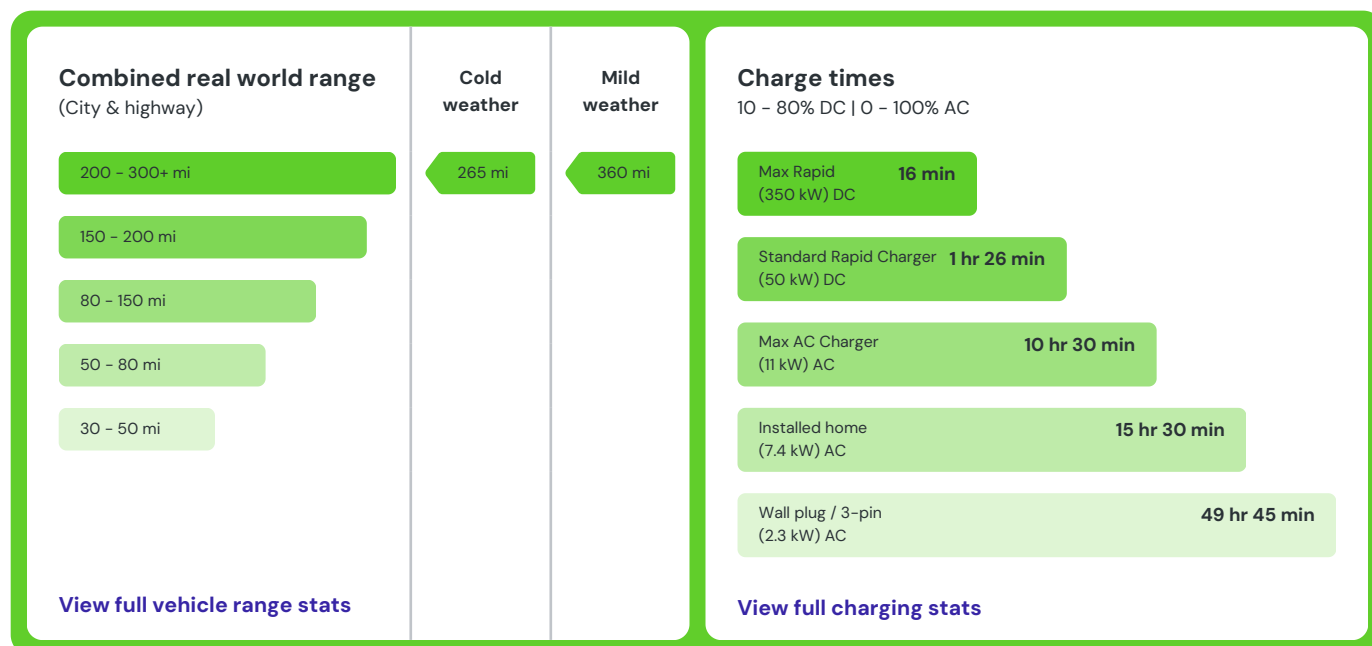 Combined real world range
(City & highway)
Cold
weather
Mild
weather
200 - 300+ mi
265 mi
360 mi
150 - 200 mi
80 - 150 mi
50 - 80 mi
30 - 50 mi
View full vehicle range stats
Charge times
10 - 80% DC | 0 - 100% AC
Max Rapid
(350 kW) DC
16 min
Standard Rapid Charger
(50 kW) DC
1 hr 26 min
Max AC Charger
(11 kW) AC
10 hr 30 min
Installed home
(7.4 kW) AC
15 hr 30 min
Wall plug / 3-pin
(2.3 kW) AC
49 hr 45 min
View full charging stats